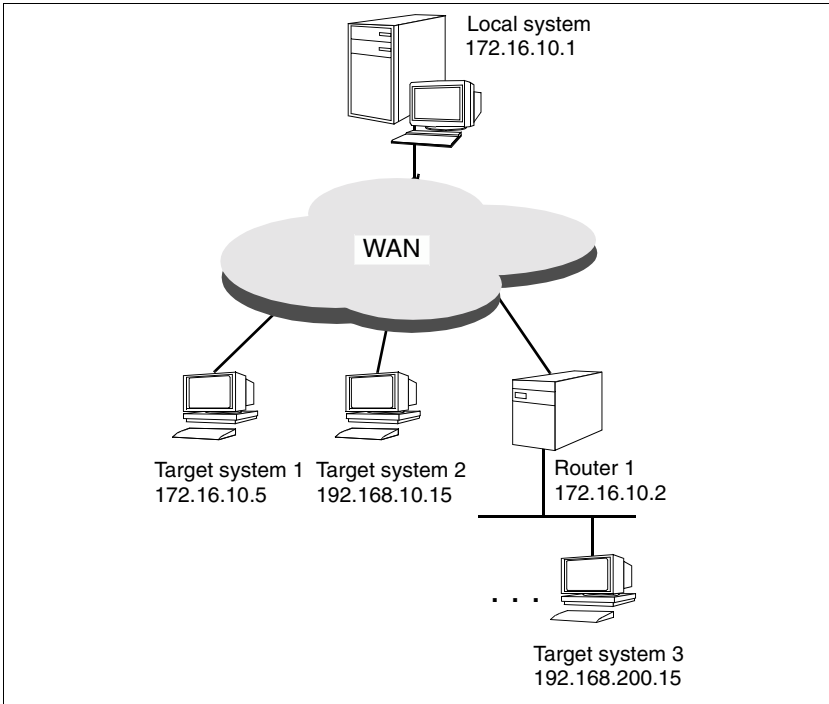 Local system
172.16.10.1
WAN
Target system 1
172.16.10.5
Target system 2
192.168.10.15
Router 1
172.16.10.2
. . .
Target system 3
192.168.200.15